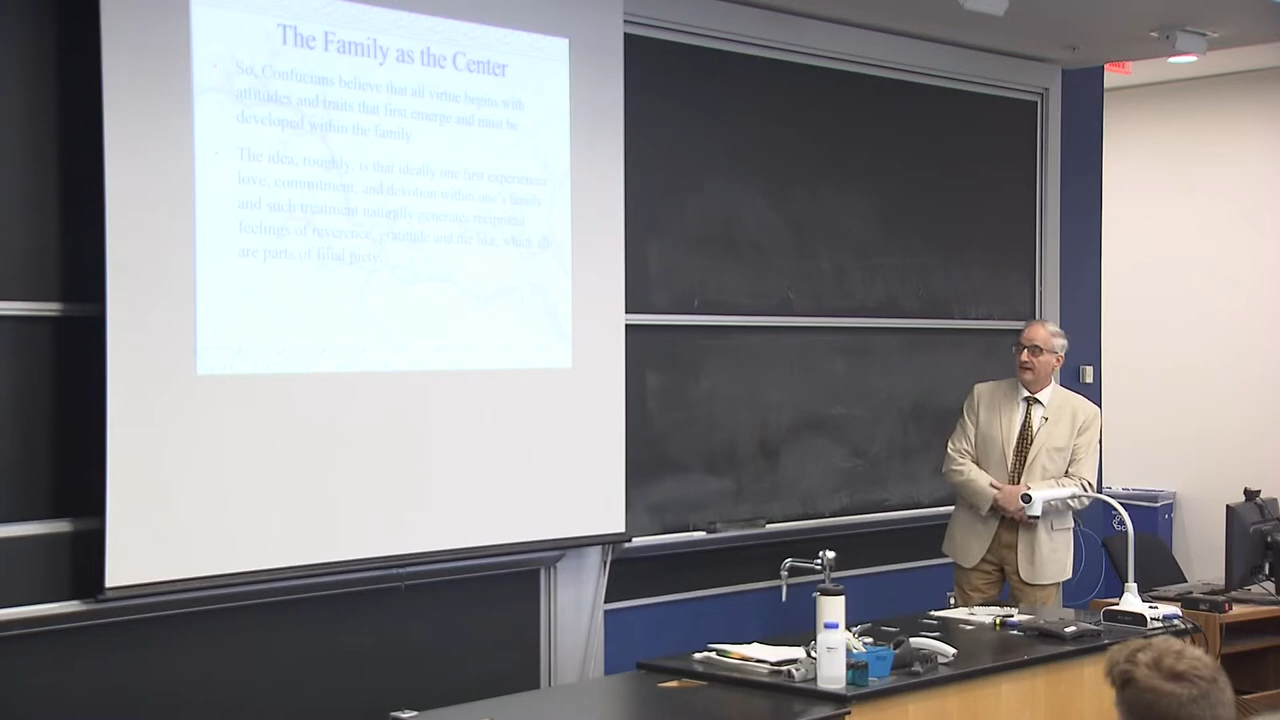 The Family as the Center
So, Confucians believe that all virtue begins with
attitudes and traits that first emerge and must be
developed within the family
The idea, roughly, is that ideally one first experiences
love, commitment, and devotion within one's family
and such treatment naturally generates reciprocal
feelings of reverence, gratitude and the like, which all
are parts of filial piety.